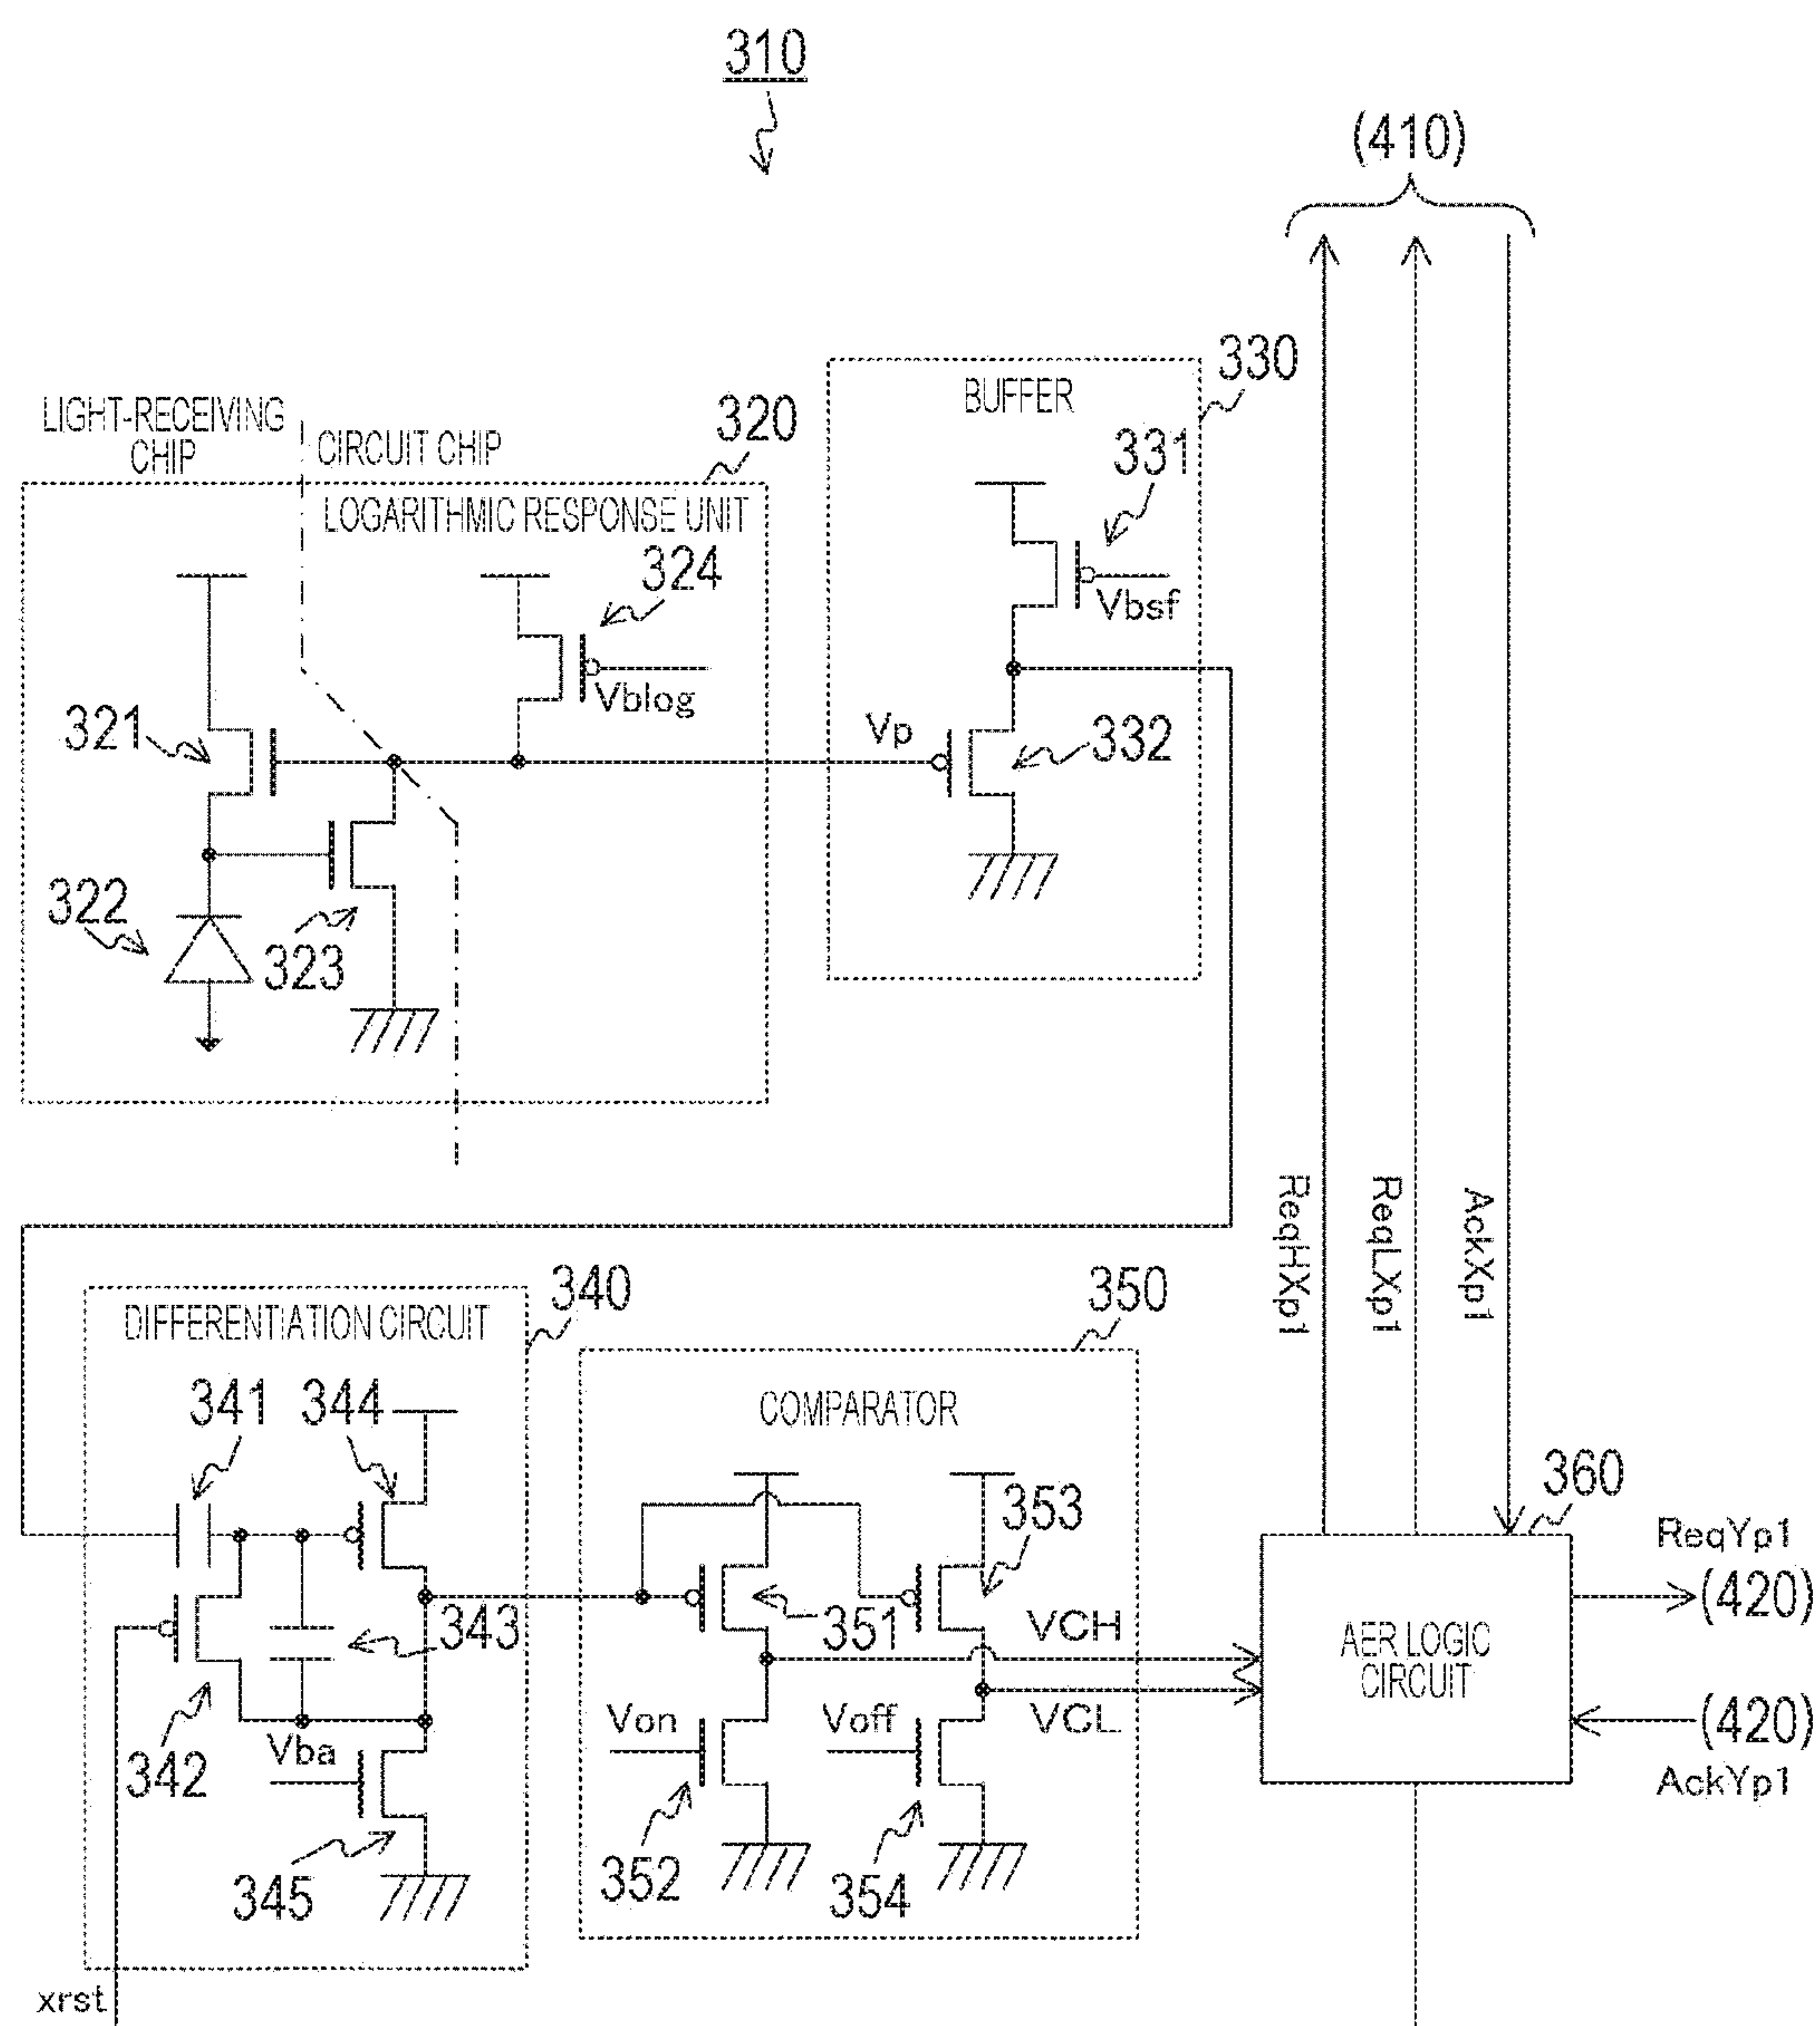 310
(410)
330
BUFFER
331
Vbsf
Vp
332
LIGHT-RECEIVING
CHIP
CIRCUIT CHIP
320
LOGARITHMIC RESPONSE UNIT
324
Vblog
321
322
323
ReqHXp1
ReqLXp1
AckXp1
340
DIFFERENTIATION CIRCUIT
341
344
343
342
Vba
345
xrst
350
COMPARATOR
353
351
VCH
Von
Voff
VCL
352
354
360
AER LOGIC
CIRCUIT
ReqYp1
(420)
(420)
AckYp1